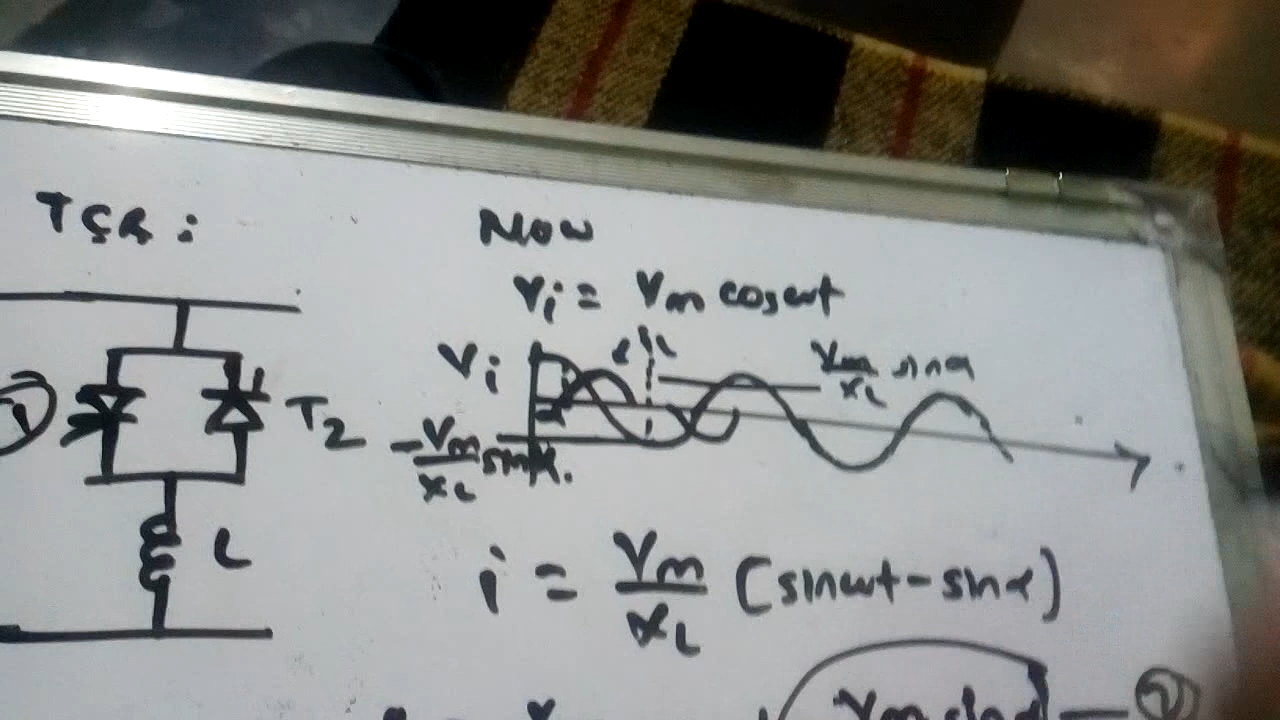 TCR :
Now
Vi = Vm cosωt
Vi
Vm/XL sinα
T2
-Vm/XL sinα.
L
i = Vm/XL (sinωt - sinα)